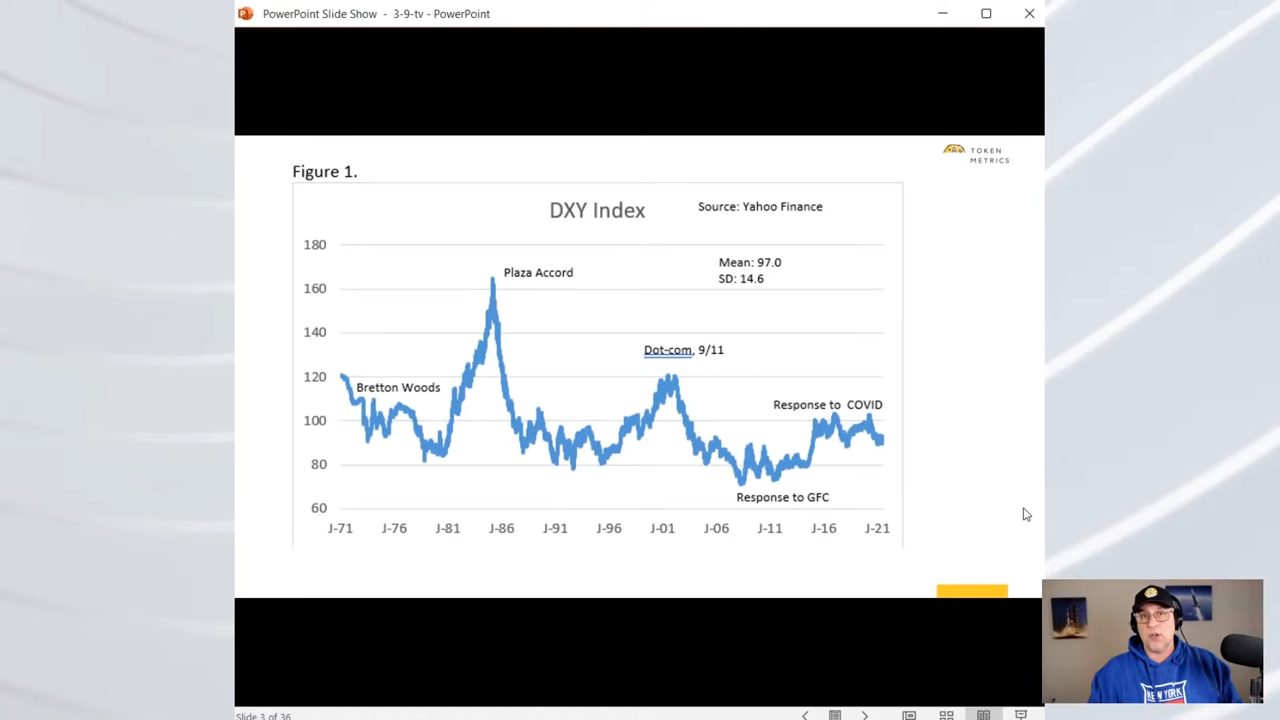 PowerPoint Slide Show - 3-9-tv - PowerPoint
TOKEN
METRICS
Figure 1.
DXY Index
Source: Yahoo Finance
Mean: 97.0
SD: 14.6
180
160
140
120
100
80
60
Plaza Accord
Dot-com, 9/11
Bretton Woods
Response to COVID
Response to GFC
J-71 J-76 J-81 J-86 J-91 J-96 J-01 J-06 J-11 J-16 J-21
NEW YORK
Slide 3 of 36